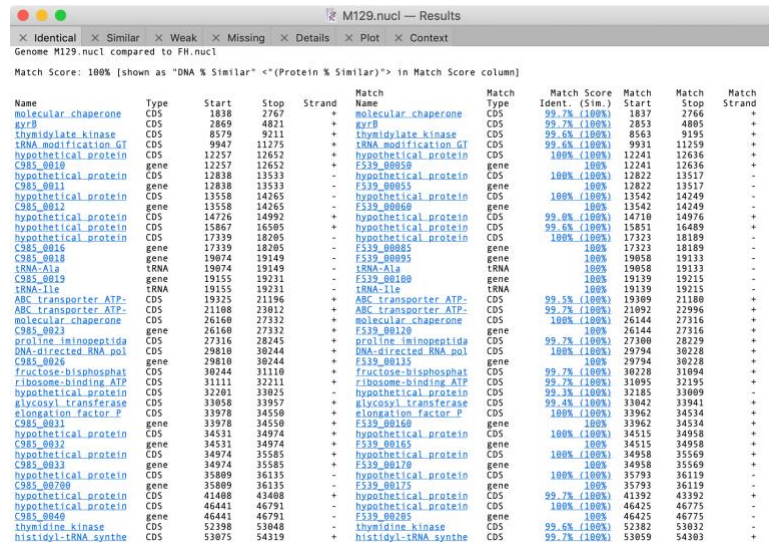 M129.nucl — Results
× Identical × Similar × Weak × Missing × Details × Plot × Context
Genome M129.nucl compared to FH.nucl
Match Score: 100% [shown as "DNA % Similar" <"(Protein % Similar)"> in Match Score column]
Match Match Match Score Match Match Match
Name Type Start Stop Strand Name Type Ident. (Sim.) Start Stop Strand
molecular chaperone CDS 1838 2767 + molecular chaperone CDS 99.7% (100%) 1837 2766 +
gyrB CDS 2869 4821 + gyrB CDS 99.7% (100%) 2853 4805 +
thymidylate kinase CDS 8579 9211 + thymidylate kinase CDS 99.6% (100%) 8563 9195 +
tRNA modification GT CDS 9947 11275 + tRNA modification GT CDS 99.6% (100%) 9931 11259 +
hypothetical protein CDS 12257 12652 - hypothetical protein CDS 100% (100%) 12241 12636 -
C985_0010 gene 12257 12652 - F539_00050 gene 100% 12241 12636 -
hypothetical protein CDS 12838 13533 - hypothetical protein CDS 100% (100%) 12822 13517 -
C985_0011 gene 12838 13533 - F539_00055 gene 100% 12822 13517 -
hypothetical protein CDS 13558 14265 - hypothetical protein CDS 100% (100%) 13542 14249 -
C985_0012 gene 13558 14265 - F539_00060 gene 100% 13542 14249 -
hypothetical protein CDS 14726 14992 + hypothetical protein CDS 99.0% (100%) 14710 14976 +
hypothetical protein CDS 15867 16505 + hypothetical protein CDS 99.6% (100%) 15851 16489 +
hypothetical protein CDS 17339 18205 - hypothetical protein CDS 100% (100%) 17323 18189 -
C985_0016 gene 17339 18205 - F539_00085 gene 100% 17323 18189 -
C985_0018 gene 19074 19149 - F539_00095 gene 100% 19058 19133 -
tRNA-Ala tRNA 19074 19149 - tRNA-Ala tRNA 100% 19058 19133 -
C985_0019 gene 19155 19231 - F539_00100 gene 100% 19139 19215 -
tRNA-Ile tRNA 19155 19231 - tRNA-Ile tRNA 100% 19139 19215 -
ABC transporter ATP- CDS 19325 21196 + ABC transporter ATP- CDS 99.5% (100%) 19309 21180 +
ABC transporter ATP- CDS 21108 23012 + ABC transporter ATP- CDS 99.7% (100%) 21092 22996 +
molecular chaperone CDS 26160 27332 + molecular chaperone CDS 100% (100%) 26144 27316 +
C985_0023 gene 26160 27332 + F539_00120 gene 100% 26144 27316 +
proline iminopeptida CDS 27316 28245 + proline iminopeptida CDS 99.7% (100%) 27300 28229 +
DNA-directed RNA pol CDS 29810 30244 + DNA-directed RNA pol CDS 100% (100%) 29794 30228 +
C985_0026 gene 29810 30244 + F539_00135 gene 100% 29794 30228 +
fructose-bisphosphat CDS 30244 31110 + fructose-bisphosphat CDS 99.7% (100%) 30228 31094 +
ribosome-binding ATP CDS 31111 32211 + ribosome-binding ATP CDS 99.7% (100%) 31095 32195 +
hypothetical protein CDS 32201 33025 - hypothetical protein CDS 99.3% (100%) 32185 33009 -
glycosyl transferase CDS 33058 33957 + glycosyl transferase CDS 99.4% (100%) 33042 33941 +
elongation factor P CDS 33978 34550 + elongation factor P CDS 100% (100%) 33962 34534 +
C985_0031 gene 33978 34550 + F539_00160 gene 100% 33962 34534 +
hypothetical protein CDS 34531 34974 + hypothetical protein CDS 100% (100%) 34515 34958 +
C985_0032 gene 34531 34974 + F539_00165 gene 100% 34515 34958 +
hypothetical protein CDS 34974 35585 + hypothetical protein CDS 100% (100%) 34958 35569 +
C985_0033 gene 34974 35585 + F539_00170 gene 100% 34958 35569 +
hypothetical protein CDS 35809 36135 - hypothetical protein CDS 100% (100%) 35793 36119 -
C985_00700 gene 35809 36135 - F539_00175 gene 100% 35793 36119 -
hypothetical protein CDS 41408 43408 + hypothetical protein CDS 99.7% (100%) 41392 43392 +
hypothetical protein CDS 46441 46791 - hypothetical protein CDS 100% (100%) 46425 46775 -
C985_0040 gene 46441 46791 - F539_00205 gene 100% 46425 46775 -
thymidine kinase CDS 52398 53048 - thymidine kinase CDS 99.6% (100%) 52382 53032 -
histidyl-tRNA synthe CDS 53075 54319 + histidyl-tRNA synthe CDS 99.7% (100%) 53059 54303 +